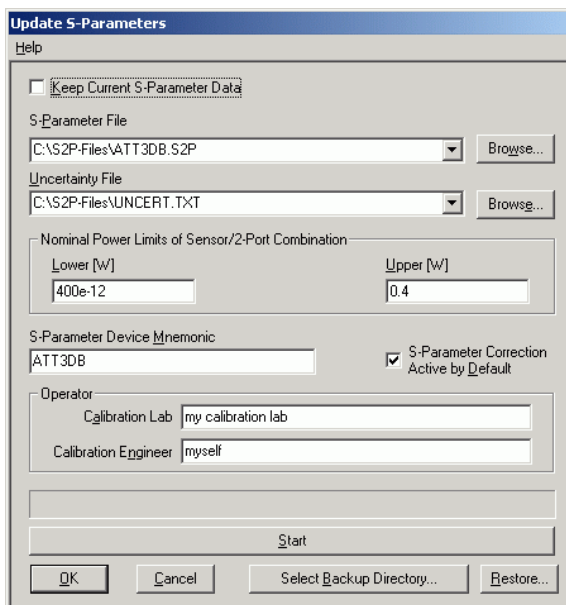 Update S-Parameters
Help
Keep Current S-Parameter Data
S-Parameter File
C:\S2P-Files\ATT3DB.S2P
Browse...
Uncertainty File
C:\S2P-Files\UNCERT.TXT
Browse...
Nominal Power Limits of Sensor/2-Port Combination
Lower [W]
Upper [W]
400e-12
0.4
S-Parameter Device Mnemonic
ATT3DB
S-Parameter Correction
Active by Default
Operator
Calibration Lab
my calibration lab
Calibration Engineer
myself
Start
OK
Cancel
Select Backup Directory...
Restore...